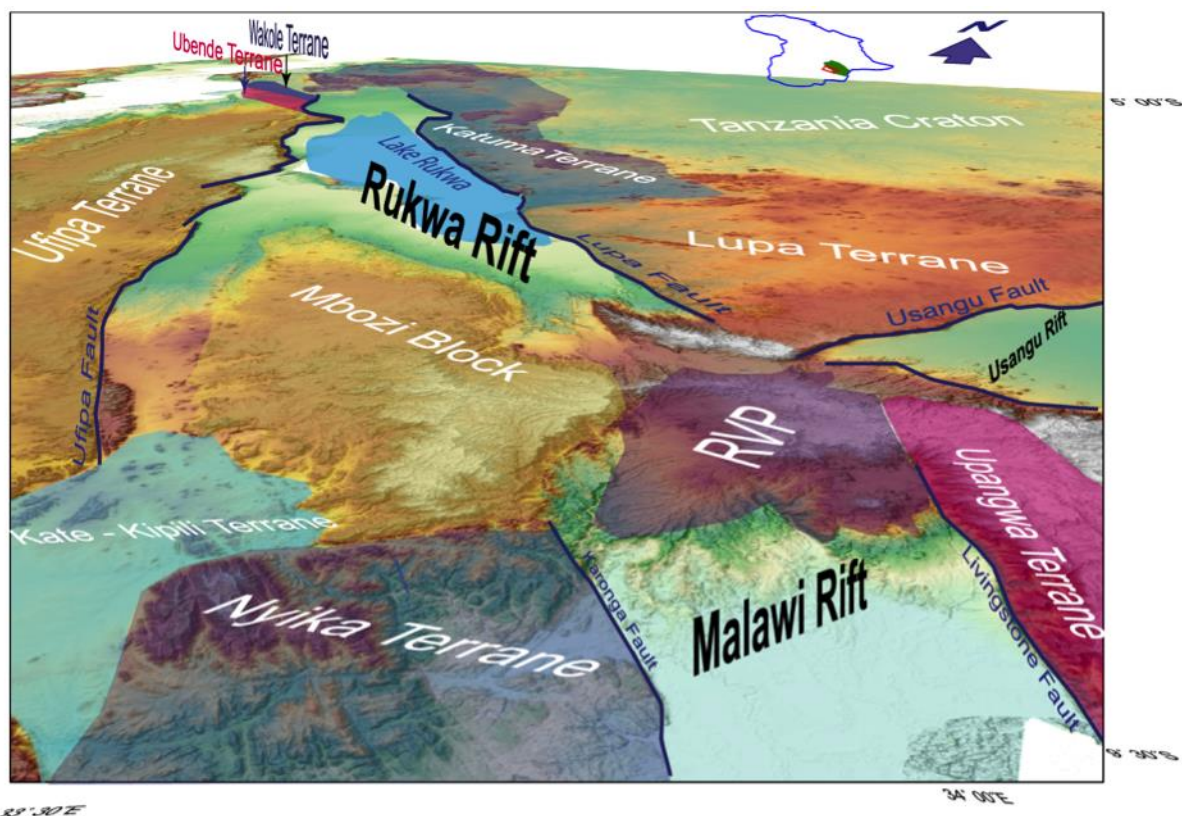 Wakole Terrane
Ubende Terrane
N
5° 00'S
Tanzania Craton
Katuma Terrane
Lake Rukwa
Rukwa Rift
Ufipa Terrane
Lupa Terrane
Lupa Fault
Usangu Fault
Usangu Rift
Mbozi Block
Ufipa Fault
RVP
Upangwa Terrane
Kate - Kipili Terrane
Nyika Terrane
Karonga Fault
Malawi Rift
Livingstone Fault
30'S
34° 00'E
33° 30'E